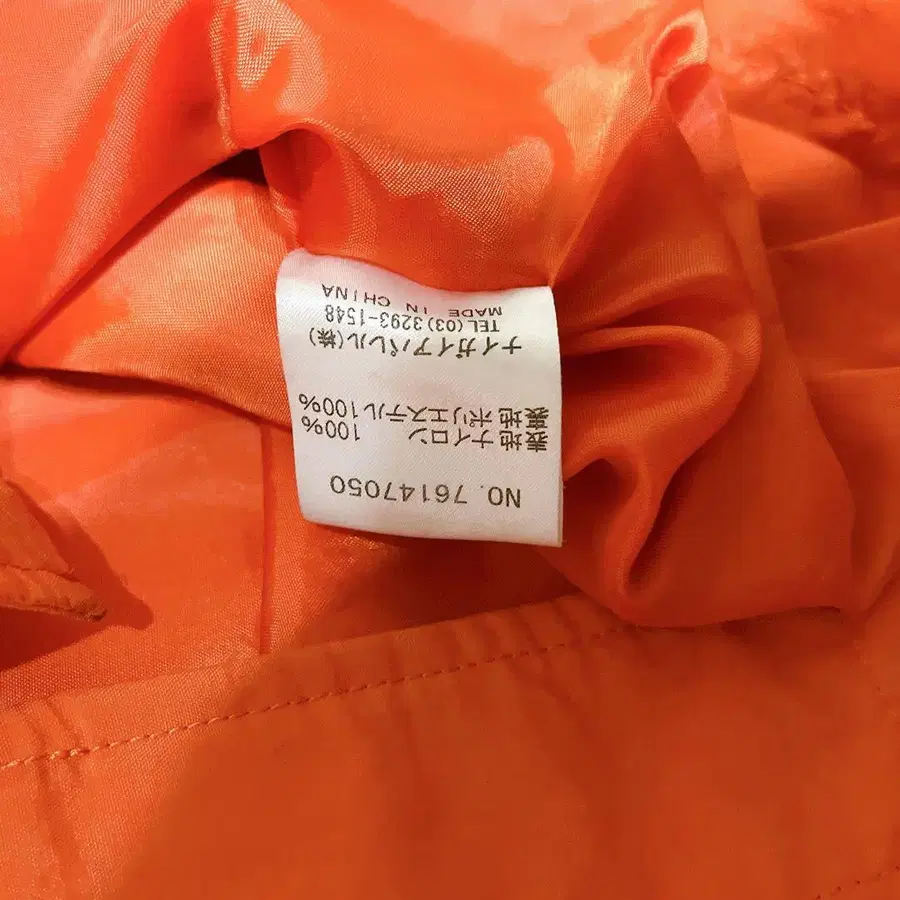 NO. 76147050
表地 ナイロン 100%
裏地 ポリエステル100%
ナイガイアパレル(株)
TEL(03)3293-1548
MADE IN CHINA